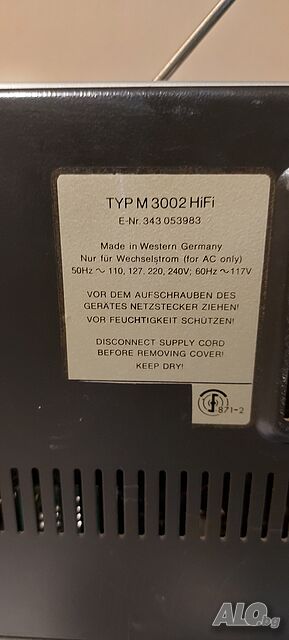 TYP M 3002 HiFi
E-Nr. 343 053983
Made in Western Germany
Nur für Wechselstrom (for AC only)
50Hz ~ 110, 127, 220, 240V; 60Hz ~ 117V
VOR DEM AUFSCHRAUBEN DES
GERÄTES NETZSTECKER ZIEHEN!
VOR FEUCHTIGKEIT SCHÜTZEN!
DISCONNECT SUPPLY CORD
BEFORE REMOVING COVER!
KEEP DRY!
871-2
ALO.bg